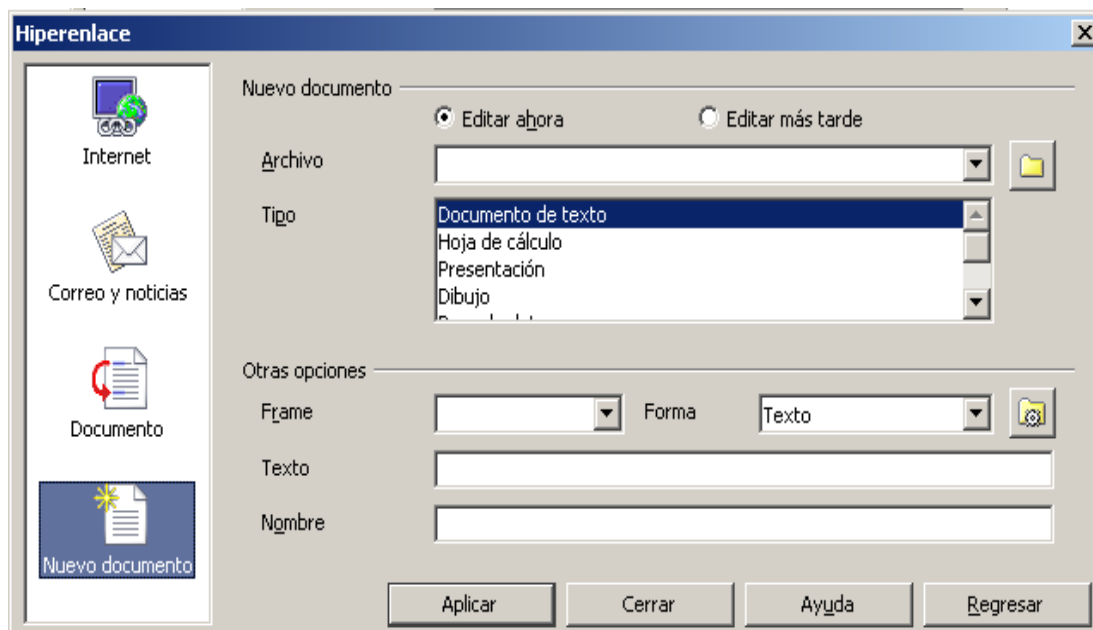 Hiperenlace
Internet
Correo y noticias
Documento
Nuevo documento
Nuevo documento
Editar ahora
Editar más tarde
Archivo
Tipo
Documento de texto
Hoja de cálculo
Presentación
Dibujo
Otras opciones
Frame
Forma
Texto
Texto
Nombre
Aplicar
Cerrar
Ayuda
Regresar